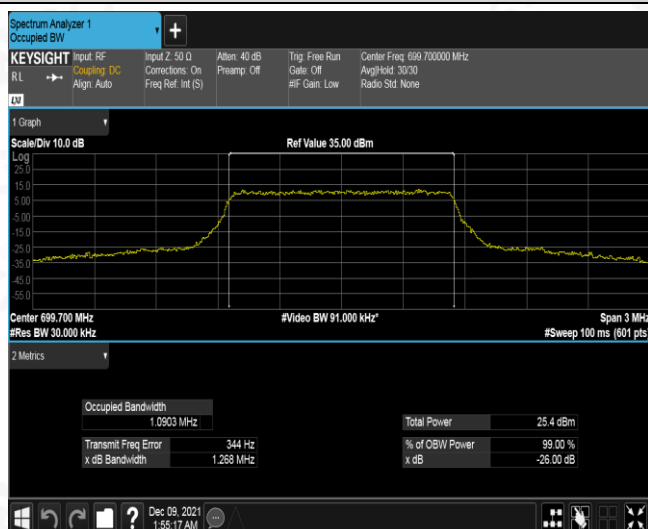 Spectrum Analyzer 1
Occupied BW
+
KEYSIGHT Input: RF Input Z: 50 Ω Atten: 40 dB Trig: Free Run Center Freq: 699.700000 MHz
RL Coupling: DC Corrections: On Preamp: Off Gate: Off Avg|Hold: 30/30
Align: Auto Freq Ref: Int (S) #IF Gain: Low Radio Std: None
LXI
1 Graph
Scale/Div 10.0 dB Ref Value 35.00 dBm
Log
25.0
15.0
5.00
-5.00
-15.0
-25.0
-35.0
-45.0
-55.0
Center 699.700 MHz #Video BW 91.000 kHz* Span 3 MHz
#Res BW 30.000 kHz #Sweep 100 ms (601 pts)
2 Metrics
Occupied Bandwidth
1.0903 MHz Total Power 25.4 dBm
Transmit Freq Error 344 Hz % of OBW Power 99.00 %
x dB Bandwidth 1.268 MHz x dB -26.00 dB
? Dec 09, 2021
1:55:17 AM